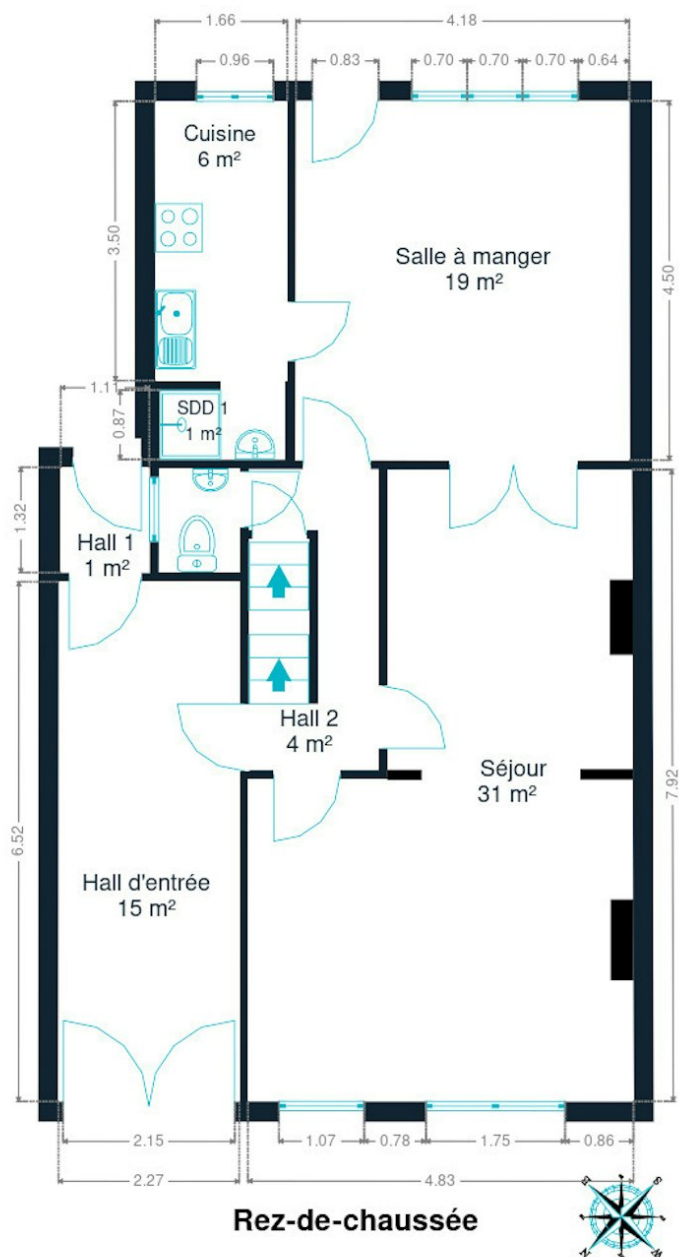 1.66
4.18
0.96
0.83
0.70
0.70
0.70
0.64
Cuisine
6 m²
3.50
Salle à manger
19 m²
4.50
1.11
0.87
SDD 1
1 m²
1.32
Hall 1
1 m²
Hall 2
4 m²
Séjour
31 m²
7.92
6.52
Hall d'entrée
15 m²
1.07
0.78
1.75
0.86
2.15
2.27
4.83
Rez-de-chaussée
E
S
N
W